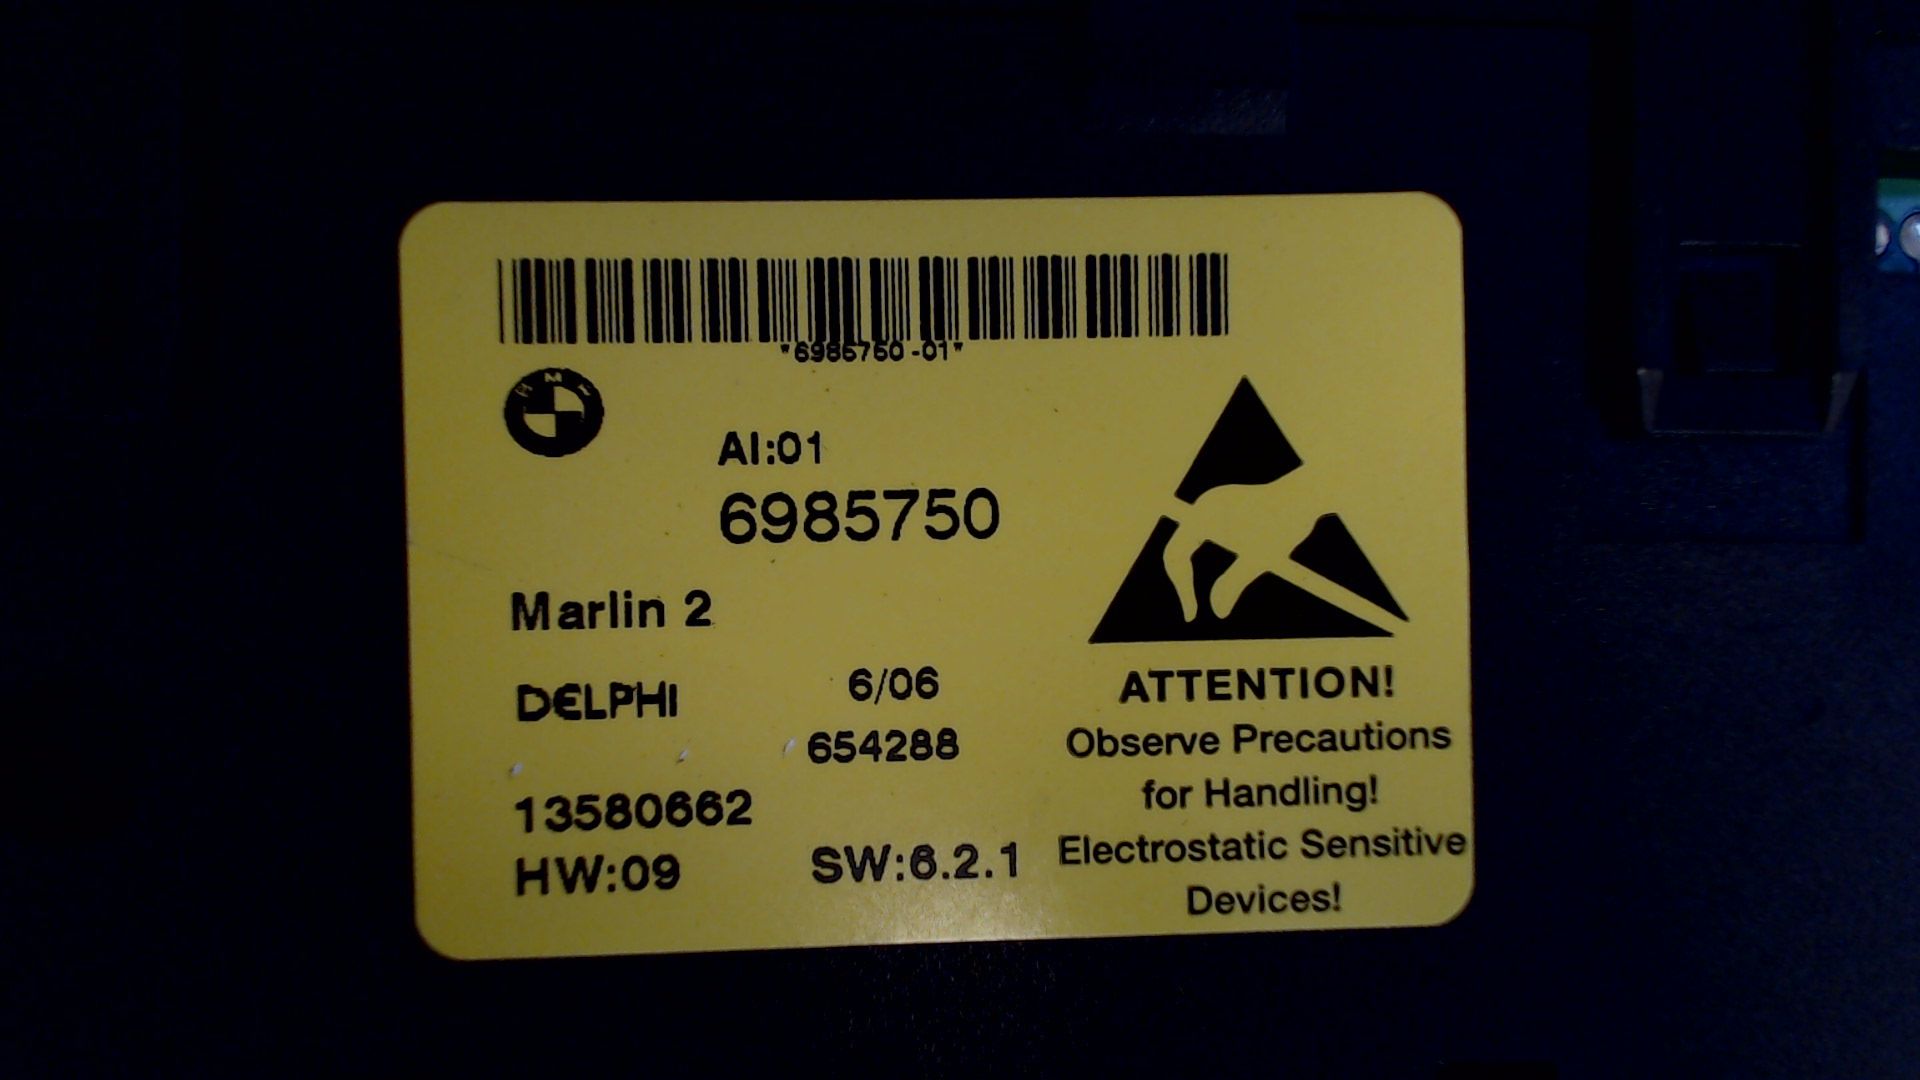 *6985750-01*
AI:01
6985750
Marlin 2
DELPHI
6/06
654288
13580662
HW:09
SW:6.2.1
ATTENTION!
Observe Precautions
for Handling!
Electrostatic Sensitive
Devices!